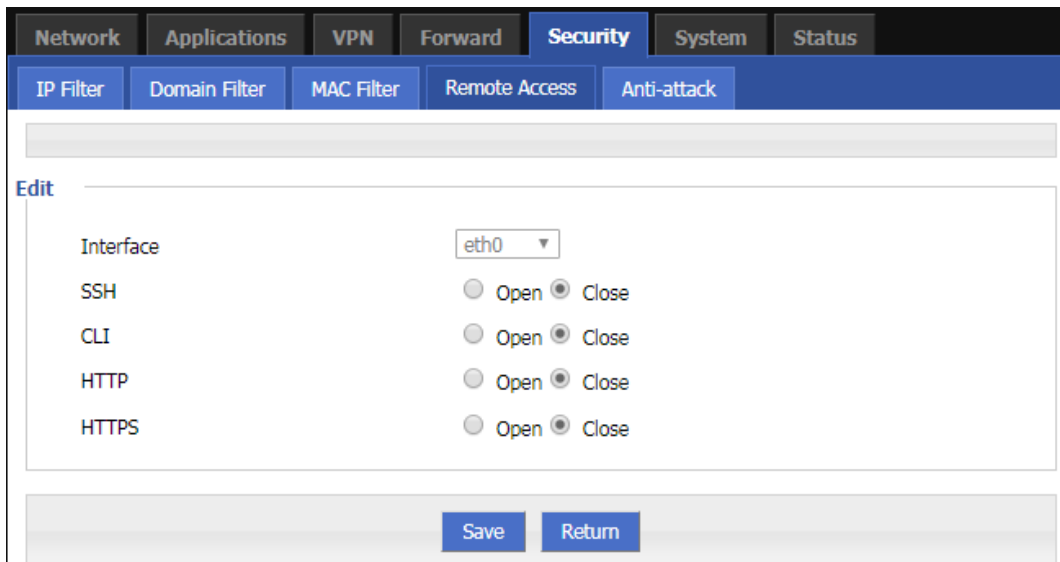 Network Applications VPN Forward Security System Status
IP Filter Domain Filter MAC Filter Remote Access Anti-attack
Edit
Interface eth0
SSH Open Close
CLI Open Close
HTTP Open Close
HTTPS Open Close
Save Return